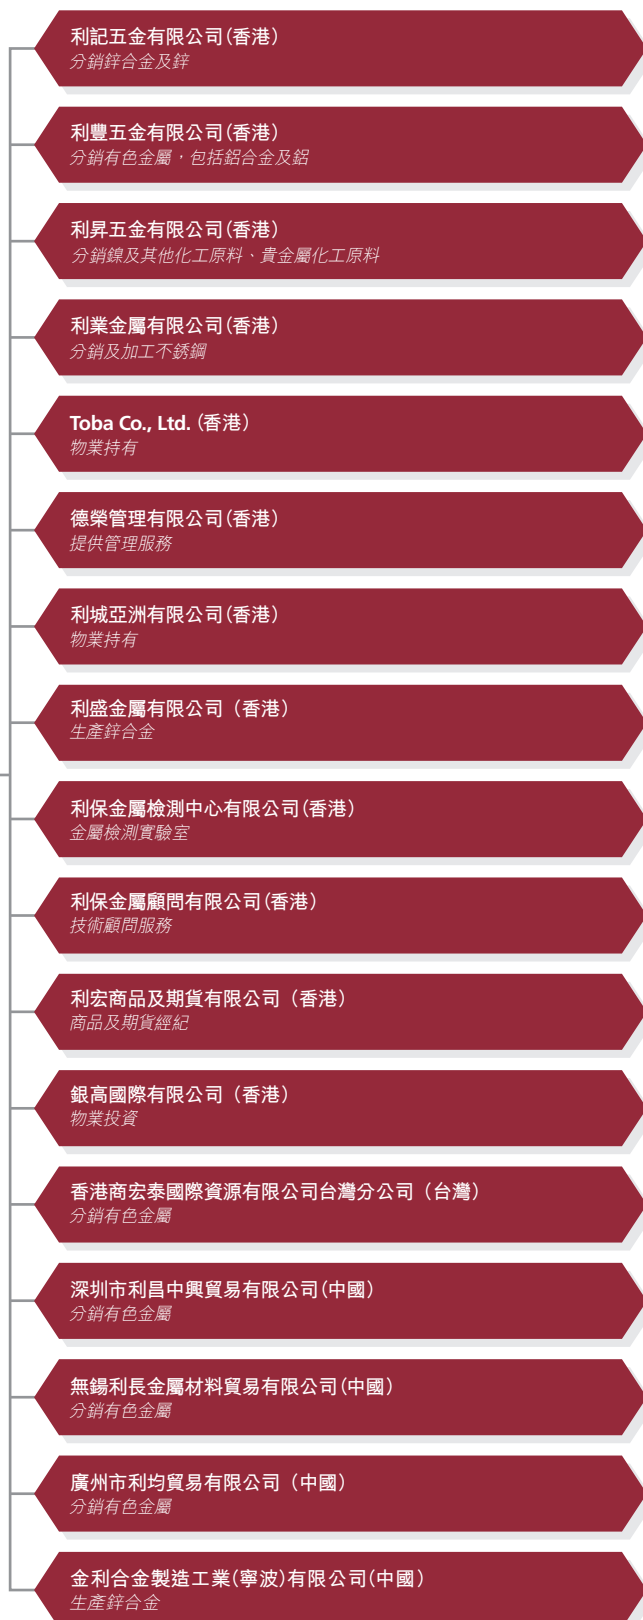 利記五金有限公司(香港)
分銷鋅合金及鋅
利豐五金有限公司(香港)
分銷有色金屬，包括鋁合金及鋁
利昇五金有限公司(香港)
分銷鎳及其他化工原料、貴金屬化工原料
利業金屬有限公司(香港)
分銷及加工不銹鋼
Toba Co., Ltd. (香港)
物業持有
德榮管理有限公司(香港)
提供管理服務
利城亞洲有限公司(香港)
物業持有
利盛金屬有限公司（香港）
生產鋅合金
利保金屬檢測中心有限公司(香港)
金屬檢測實驗室
利保金屬顧問有限公司(香港)
技術顧問服務
利宏商品及期貨有限公司（香港）
商品及期貨經紀
銀高國際有限公司（香港）
物業投資
香港商宏泰國際資源有限公司台灣分公司（台灣）
分銷有色金屬
深圳市利昌中興貿易有限公司(中國)
分銷有色金屬
無錫利長金屬材料貿易有限公司(中國)
分銷有色金屬
廣州市利均貿易有限公司（中國）
分銷有色金屬
金利合金製造工業(寧波)有限公司(中國)
生產鋅合金